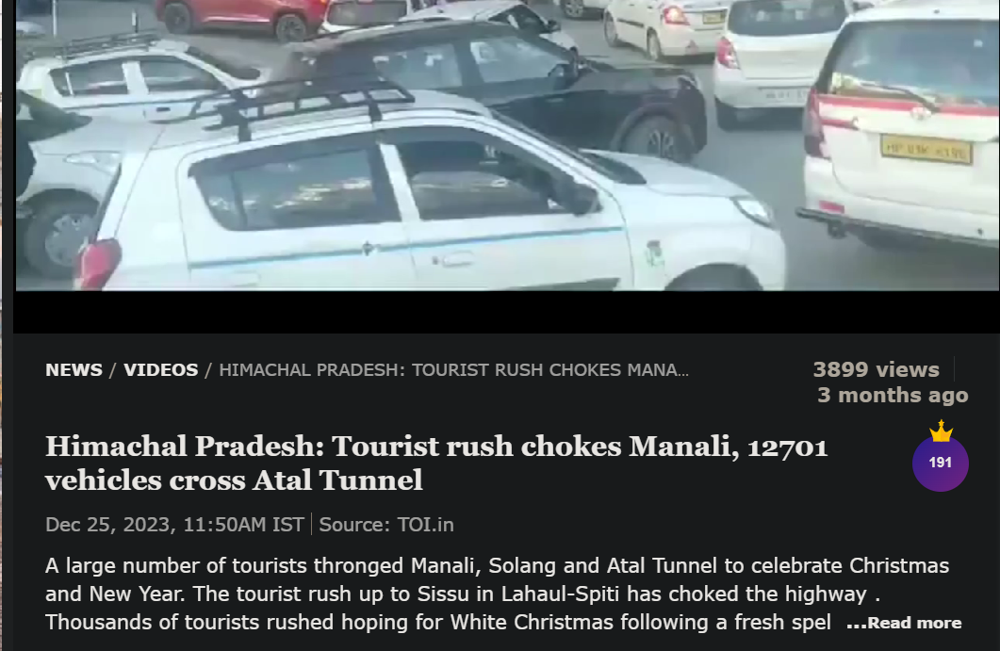 NEWS / VIDEOS / HIMACHAL PRADESH: TOURIST RUSH CHOKES MANA...
3899 views
3 months ago
Himachal Pradesh: Tourist rush chokes Manali, 12701
vehicles cross Atal Tunnel
191
Dec 25, 2023, 11:50AM IST | Source: TOI.in
A large number of tourists thronged Manali, Solang and Atal Tunnel to celebrate Christmas
and New Year. The tourist rush up to Sissu in Lahaul-Spiti has choked the highway .
Thousands of tourists rushed hoping for White Christmas following a fresh spel ...Read more